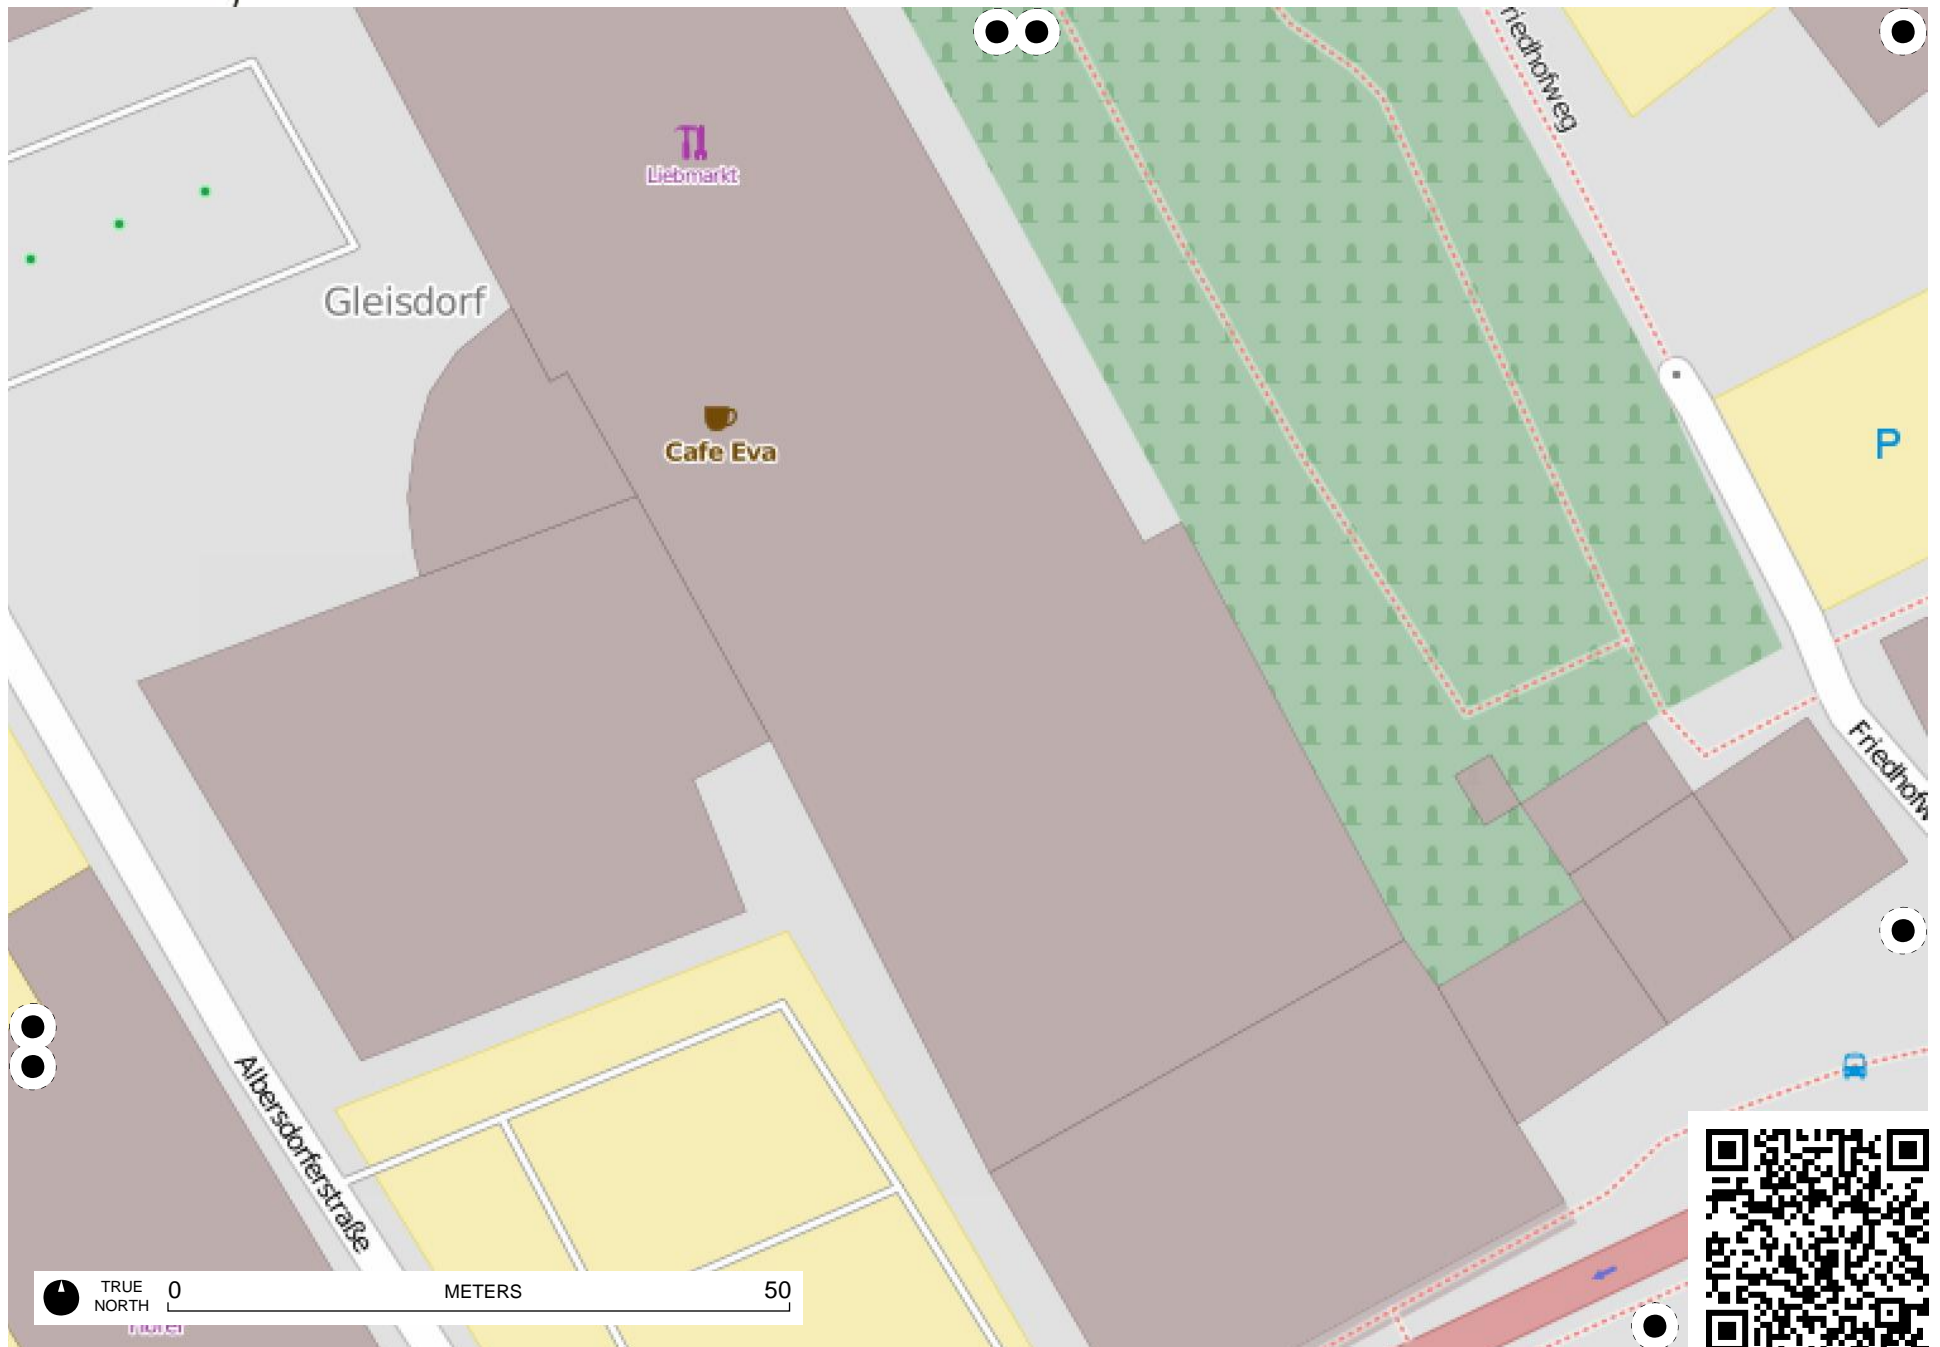 riedhofweg
Liebmarkt
Gleisdorf
Cafe Eva
P
Friedhofw
Albersdorferstraße
TRUE
NORTH
0 METERS 50